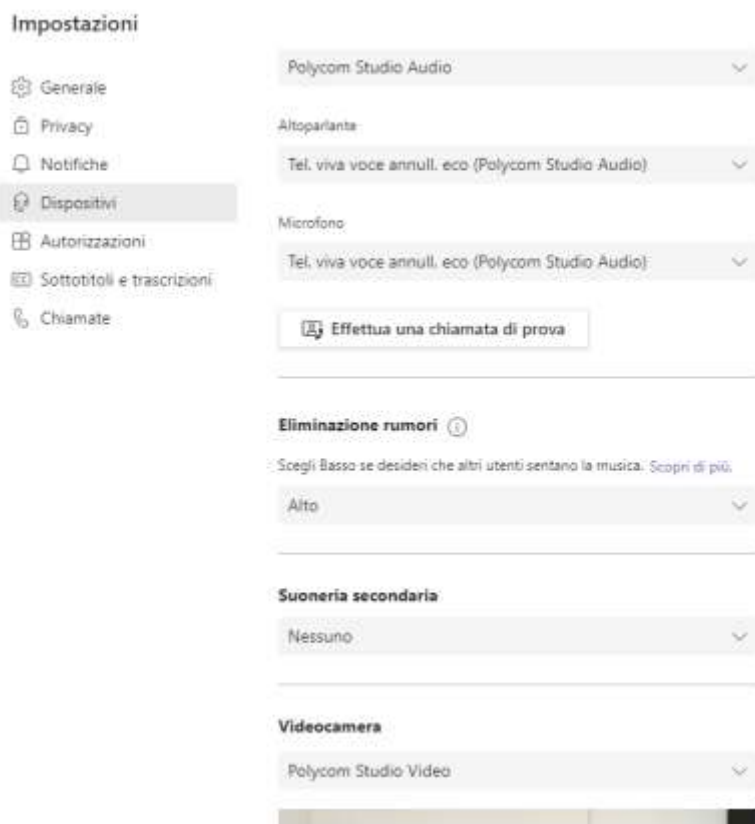 Impostazioni
Generale
Privacy
Notifiche
Dispositivi
Autorizzazioni
CC Sottotitoli e trascrizioni
Chiamate
Polycom Studio Audio
Altoparlante
Tel. viva voce annull. eco (Polycom Studio Audio)
Microfono
Tel. viva voce annull. eco (Polycom Studio Audio)
Effettua una chiamata di prova
Eliminazione rumori
Scegli Basso se desideri che altri utenti sentano la musica. Scopri di più.
Alto
Suoneria secondaria
Nessuno
Videocamera
Polycom Studio Video